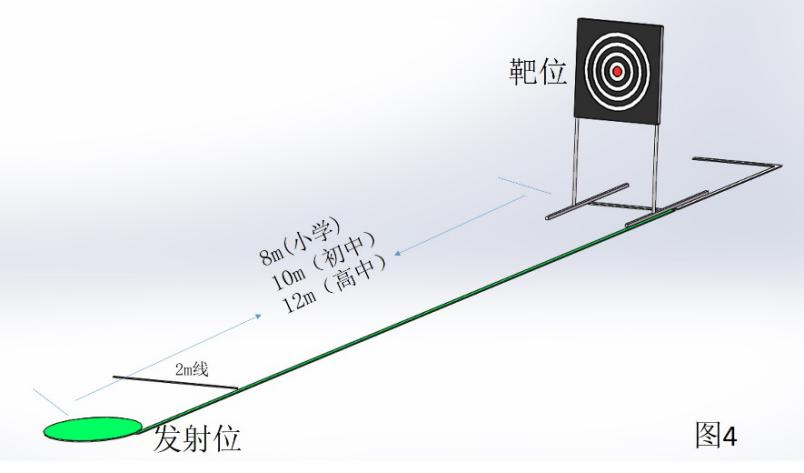 靶位
8m(小学)
10m（初中）
12m（高中）
2m线
发射位
图4